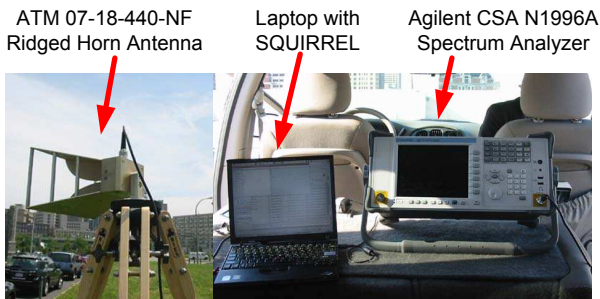 ATM 07-18-440-NF
Ridged Horn Antenna
Laptop with
SQUIRREL
Agilent CSA N1996A
Spectrum Analyzer